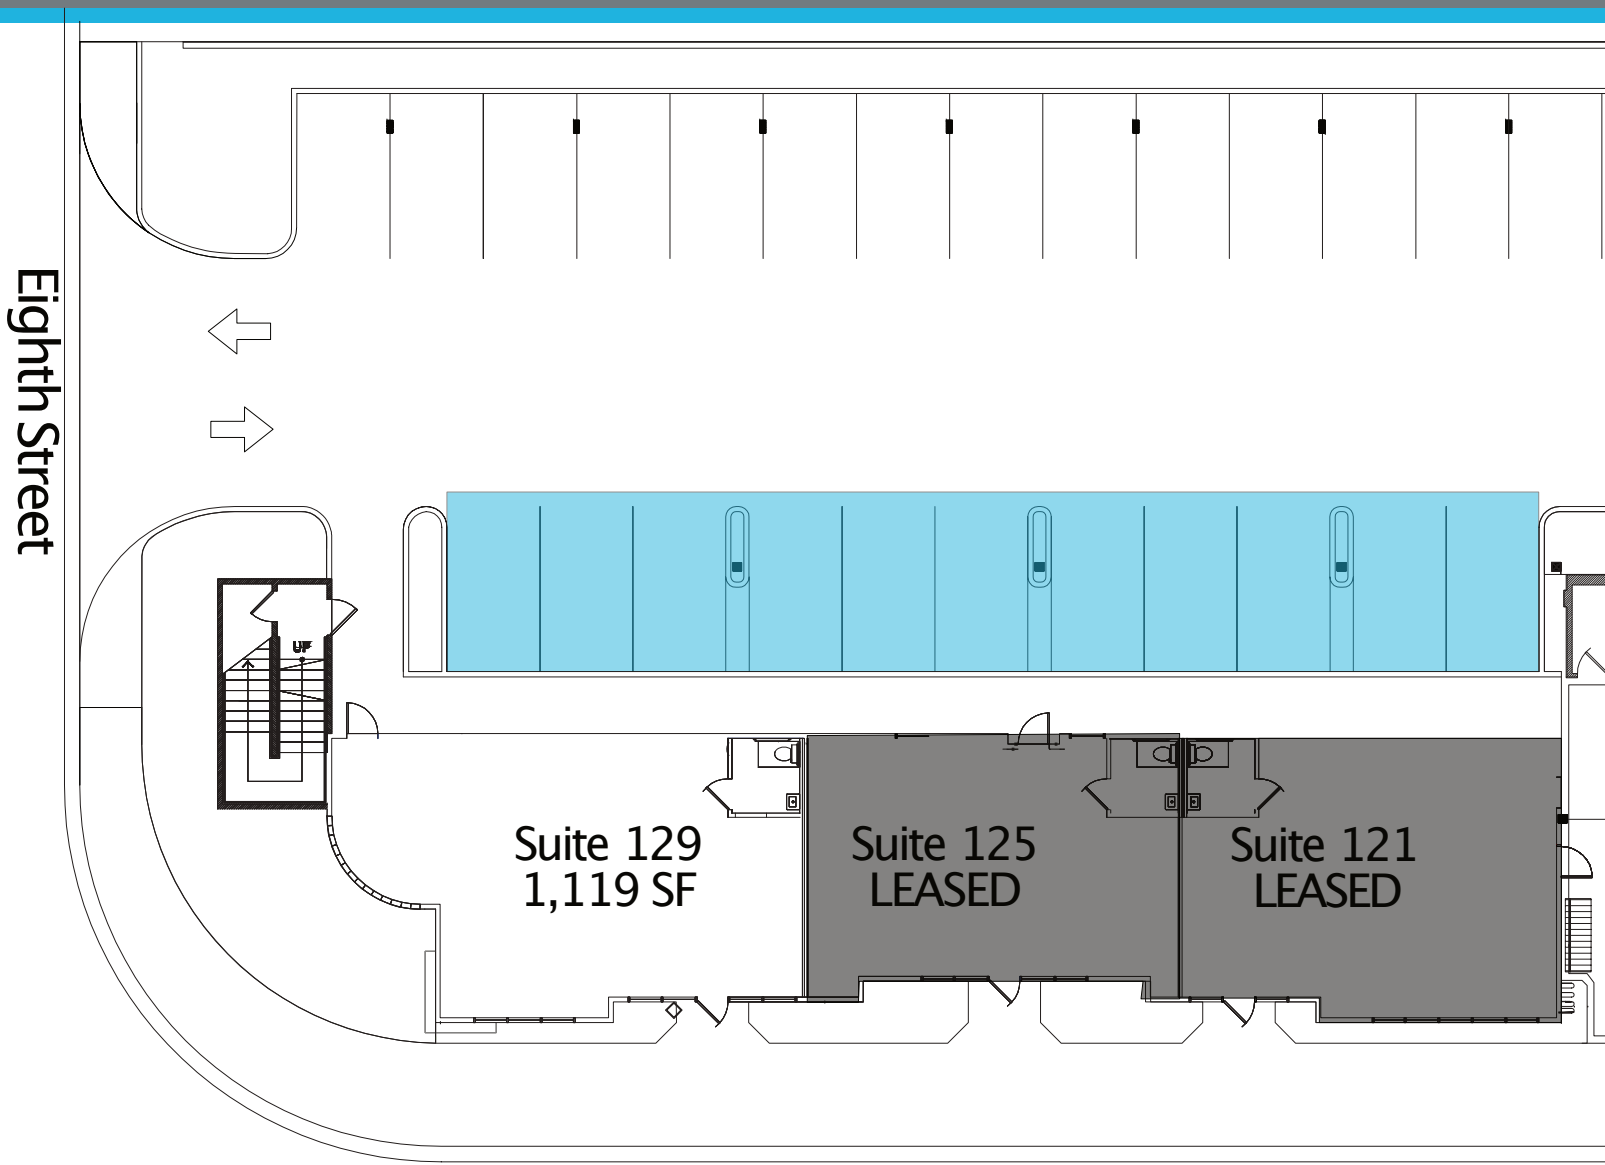 Eighth Street
UP
Suite 129
1,119 SF
Suite 125
LEASED
Suite 121
LEASED